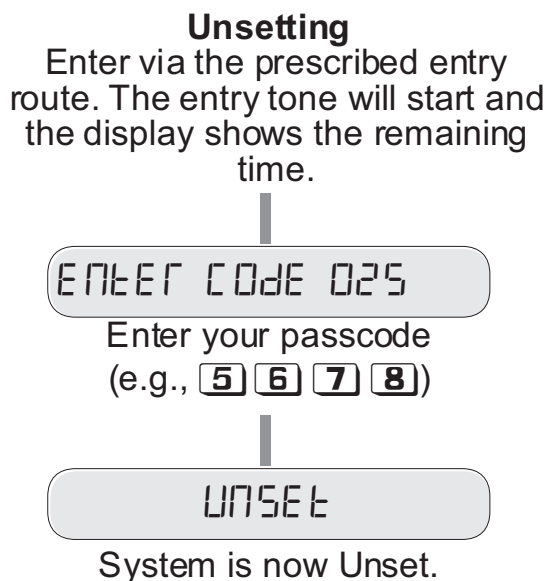 Unsetting
Enter via the prescribed entry
route. The entry tone will start and
the display shows the remaining
time.
ENtEr COdE 025
Enter your passcode
(e.g., 5 6 7 8)
UNSEt
System is now Unset.